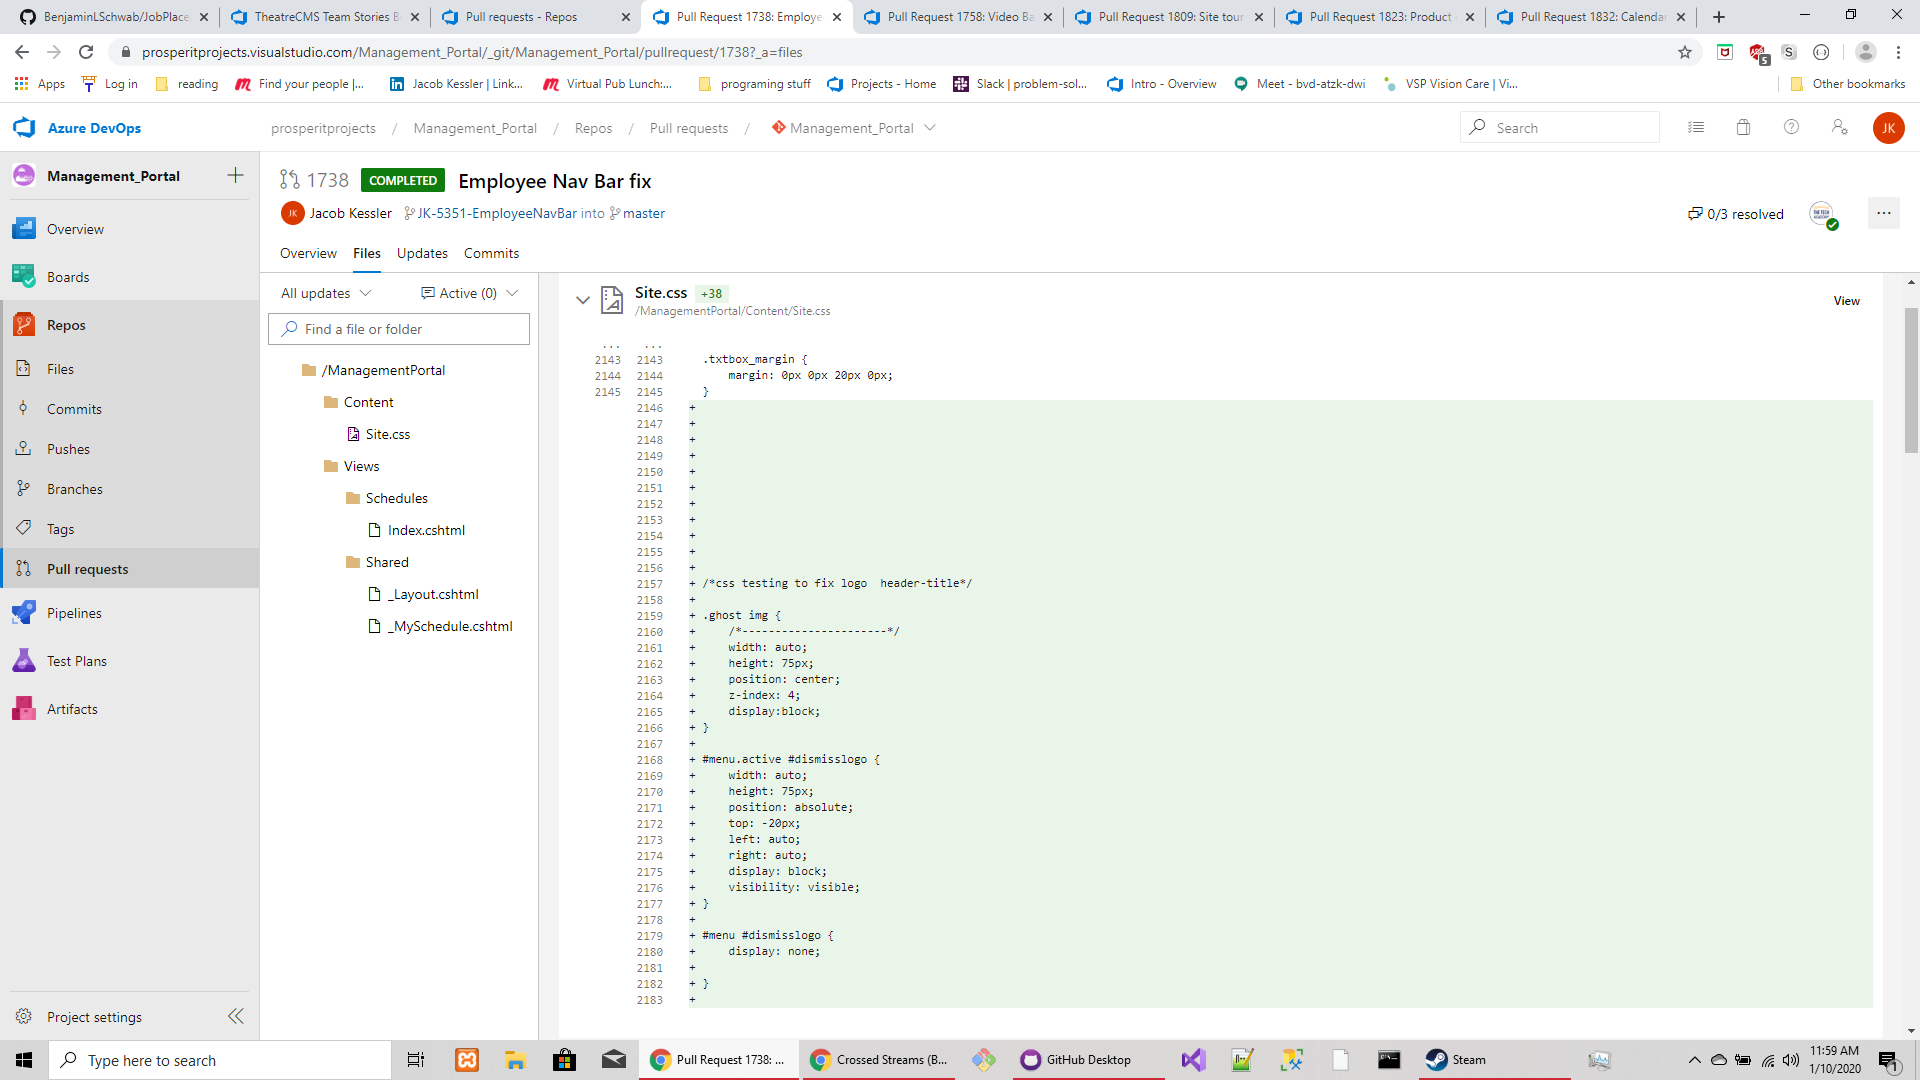 BenjaminLSchwab/JobPlace
TheatreCMS Team Stories B
Pull requests - Repos
Pull Request 1738: Employe
Pull Request 1758: Video Ba
Pull Request 1809: Site tour
Pull Request 1823: Product
Pull Request 1832: Calenda
prosperitprojects.visualstudio.com/Management_Portal/_git/Management_Portal/pullrequest/1738?_a=files
5
Apps
Log in
reading
Find your people |...
Jacob Kessler | Link...
Virtual Pub Lunch:...
programing stuff
Projects - Home
Slack | problem-sol...
Intro - Overview
Meet - bvd-atzk-dwi
VSP Vision Care | Vi...
Other bookmarks
Azure DevOps
prosperitprojects / Management_Portal / Repos / Pull requests / Management_Portal
Search
JK
Management_Portal
1738 COMPLETED Employee Nav Bar fix
JK Jacob Kessler JK-5351-EmployeeNavBar into master
0/3 resolved
Overview Files Updates Commits
Overview
Boards
Repos
Files
Commits
Pushes
Branches
Tags
Pull requests
Pipelines
Test Plans
Artifacts
Project settings
All updates
Active (0)
Find a file or folder
/ManagementPortal
Content
Site.css
Views
Schedules
Index.cshtml
Shared
_Layout.cshtml
_MySchedule.cshtml
Site.css +38
/ManagementPortal/Content/Site.css
View
... ...
2143 2143 .txtbox_margin {
2144 2144 margin: 0px 0px 20px 0px;
2145 2145 }
2146 +
2147 +
2148 +
2149 +
2150 +
2151 +
2152 +
2153 +
2154 +
2155 +
2156 +
2157 + /*css testing to fix logo  header-title*/
2158 +
2159 + .ghost img {
2160 + /*----------------------*/
2161 + width: auto;
2162 + height: 75px;
2163 + position: center;
2164 + z-index: 4;
2165 + display:block;
2166 + }
2167 +
2168 + #menu.active #dismisslogo {
2169 + width: auto;
2170 + height: 75px;
2171 + position: absolute;
2172 + top: -20px;
2173 + left: auto;
2174 + right: auto;
2175 + display: block;
2176 + visibility: visible;
2177 + }
2178 +
2179 + #menu #dismisslogo {
2180 + display: none;
2181 +
2182 + }
2183 +
Type here to search
Pull Request 1738: ...
Crossed Streams (B...
GitHub Desktop
Steam
11:59 AM
1/10/2020
1